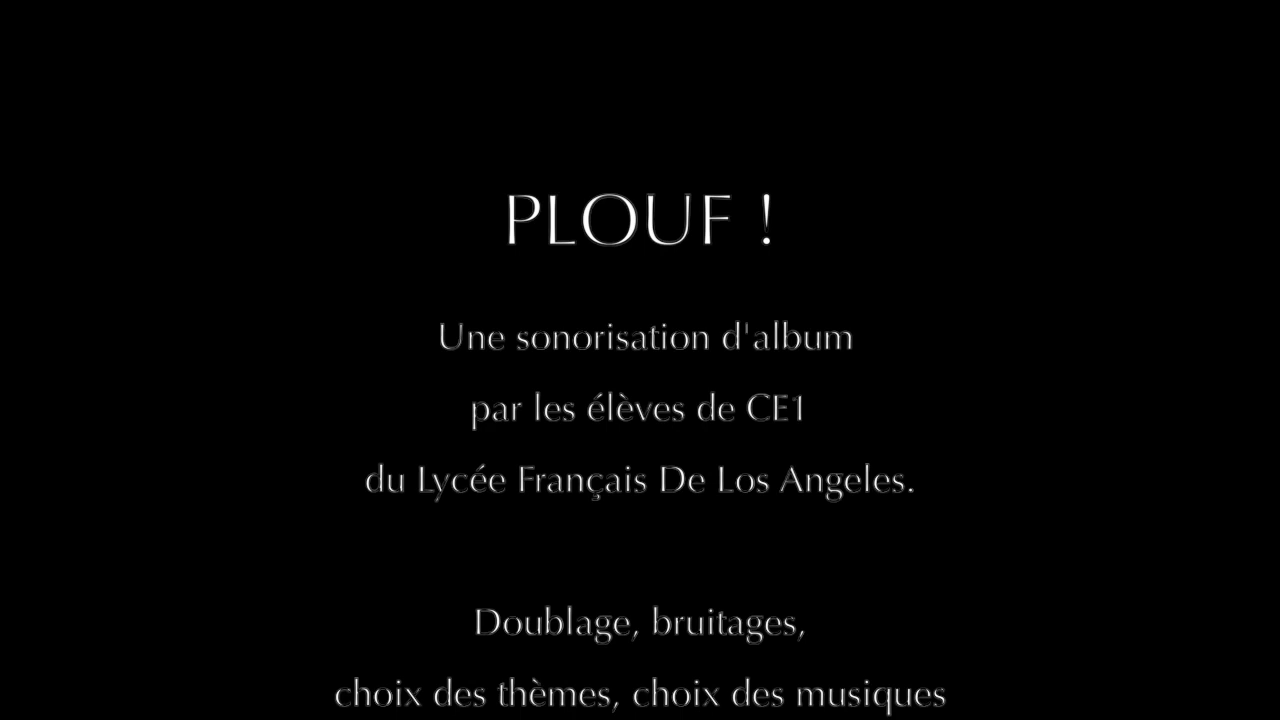 PLOUF !
Une sonorisation d'album
par les élèves de CE1
du Lycée Français De Los Angeles.
Doublage, bruitages,
choix des thèmes, choix des musiques